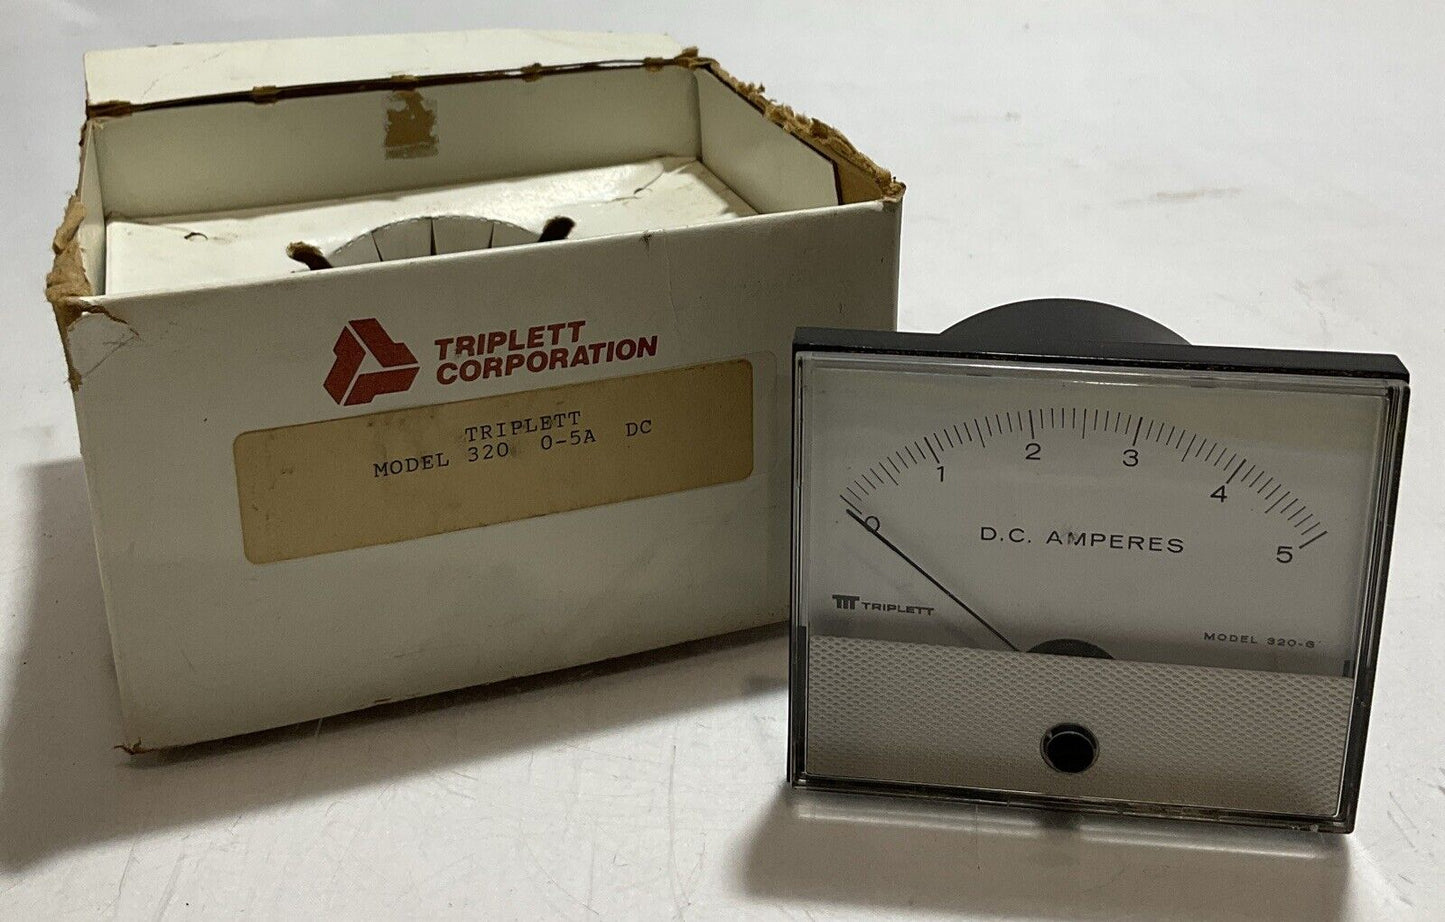 TRIPLETT
CORPORATION
TRIPLETT
MODEL 320 0-5A DC
0 1 2 3 4 5
D.C. AMPERES
TRIPLETT
MODEL 320-G